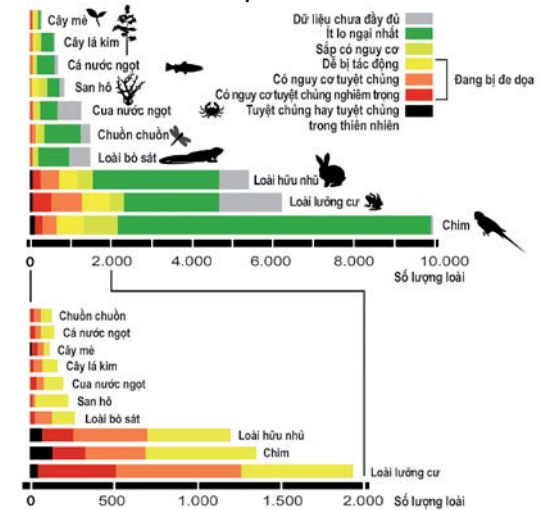 Cây mè
Cây lá kim
Cá nước ngọt
San hô
Cua nước ngọt
Chuồn chuồn
Loài bò sát
Loài hữu nhũ
Loài lưỡng cư
Chim
Dữ liệu chưa đầy đủ
Ít lo ngại nhất
Sắp có nguy cơ
Dễ bị tác động
Có nguy cơ tuyệt chủng
Có nguy cơ tuyệt chủng nghiêm trọng
Tuyệt chủng hay tuyệt chủng
trong thiên nhiên
Đang bị đe dọa
0 2.000 4.000 6.000 8.000 10.000
Số lượng loài
Chuồn chuồn
Cá nước ngọt
Cây mè
Cây lá kim
Cua nước ngọt
San hô
Loài bò sát
Loài hữu nhủ
Chim
Loài lưỡng cư
0 500 1.000 1.500 2.000 Số lượng loài